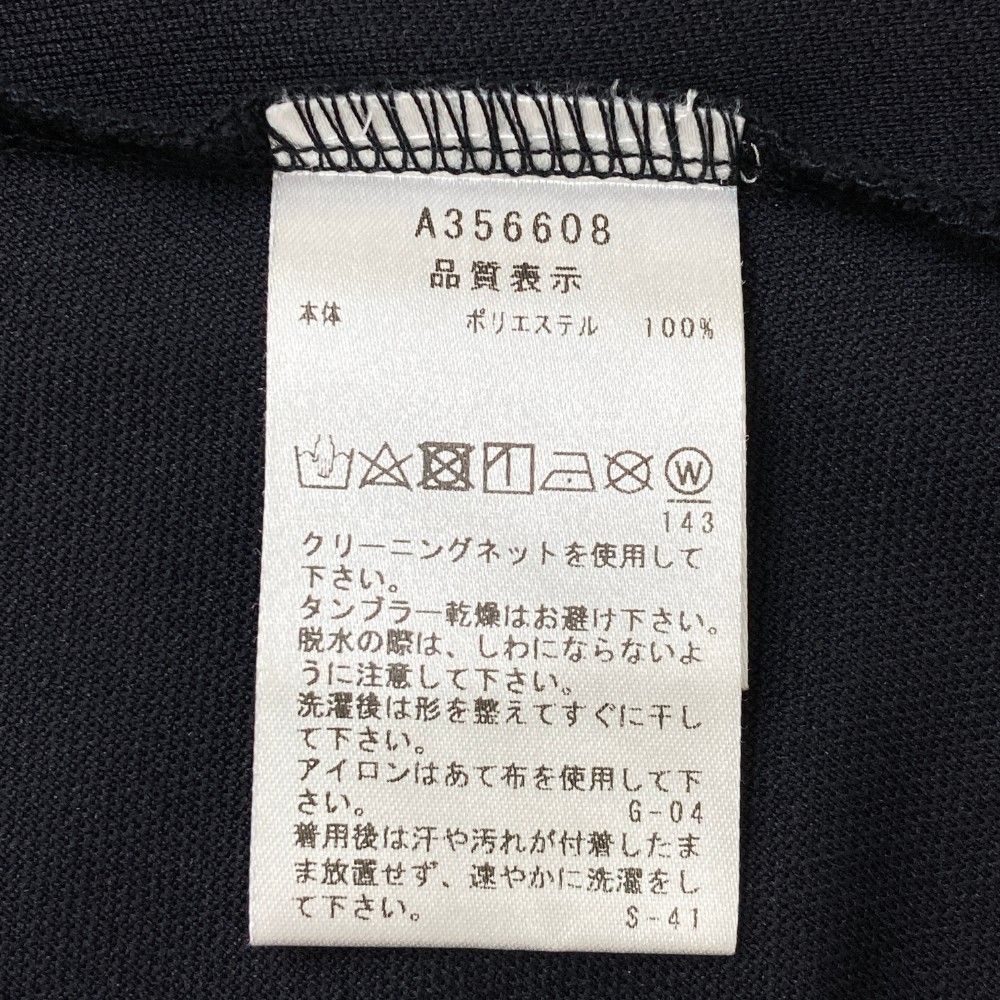 A356608
品質表示
本体 ポリエステル 100%
W
143
クリーニングネットを使用して
下さい。
タンブラー乾燥はお避け下さい。
脱水の際は、しわにならないよ
うに注意して下さい。
洗濯後は形を整えてすぐに干し
て下さい。
アイロンはあて布を使用して下
さい。 G-04
着用後は汗や汚れが付着したま
ま放置せず、速やかに洗濯をし
て下さい。 S-41